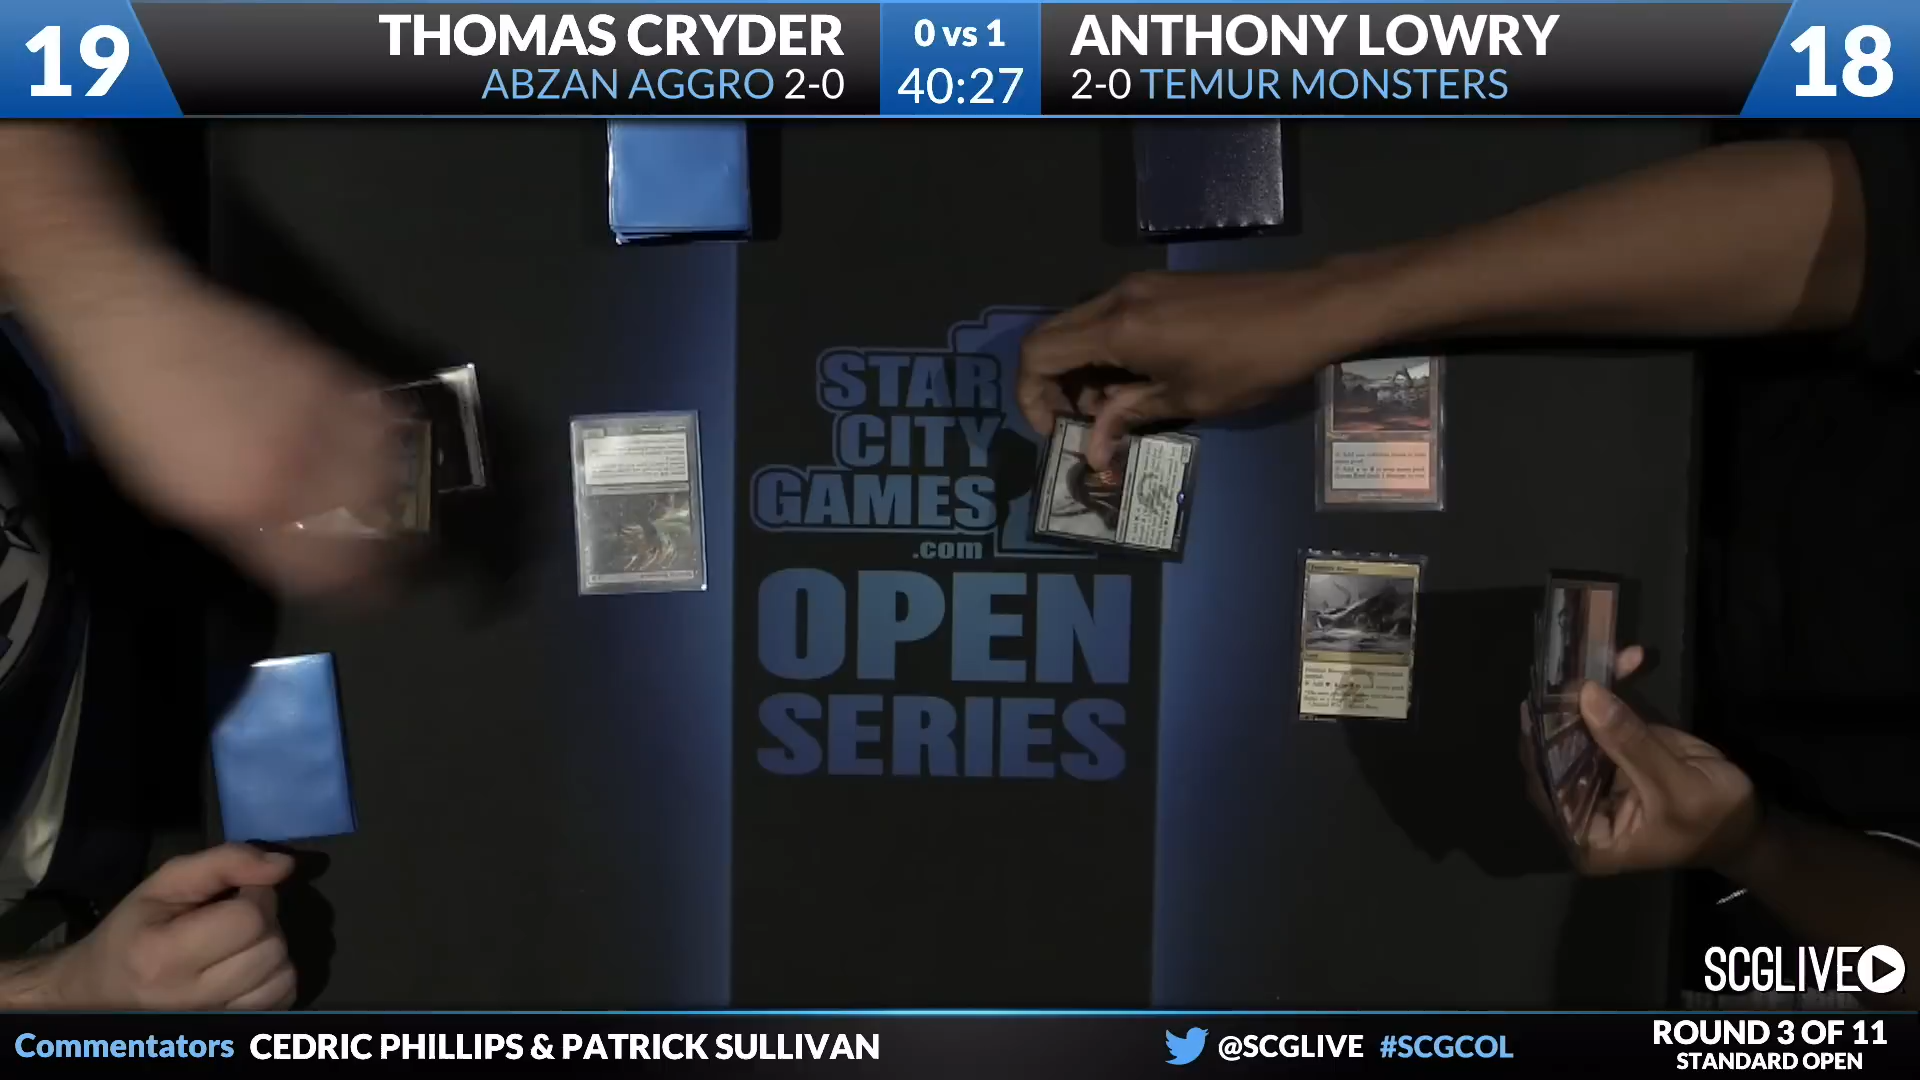 19
THOMAS CRYDER
ABZAN AGGRO 2-0
0 vs 1
40:27
ANTHONY LOWRY
2-0 TEMUR MONSTERS
18
STAR
CITY
GAMES
.com
OPEN
SERIES
SCGLIVE
Commentators CEDRIC PHILLIPS & PATRICK SULLIVAN
@SCGLIVE #SCGCOL
ROUND 3 OF 11
STANDARD OPEN